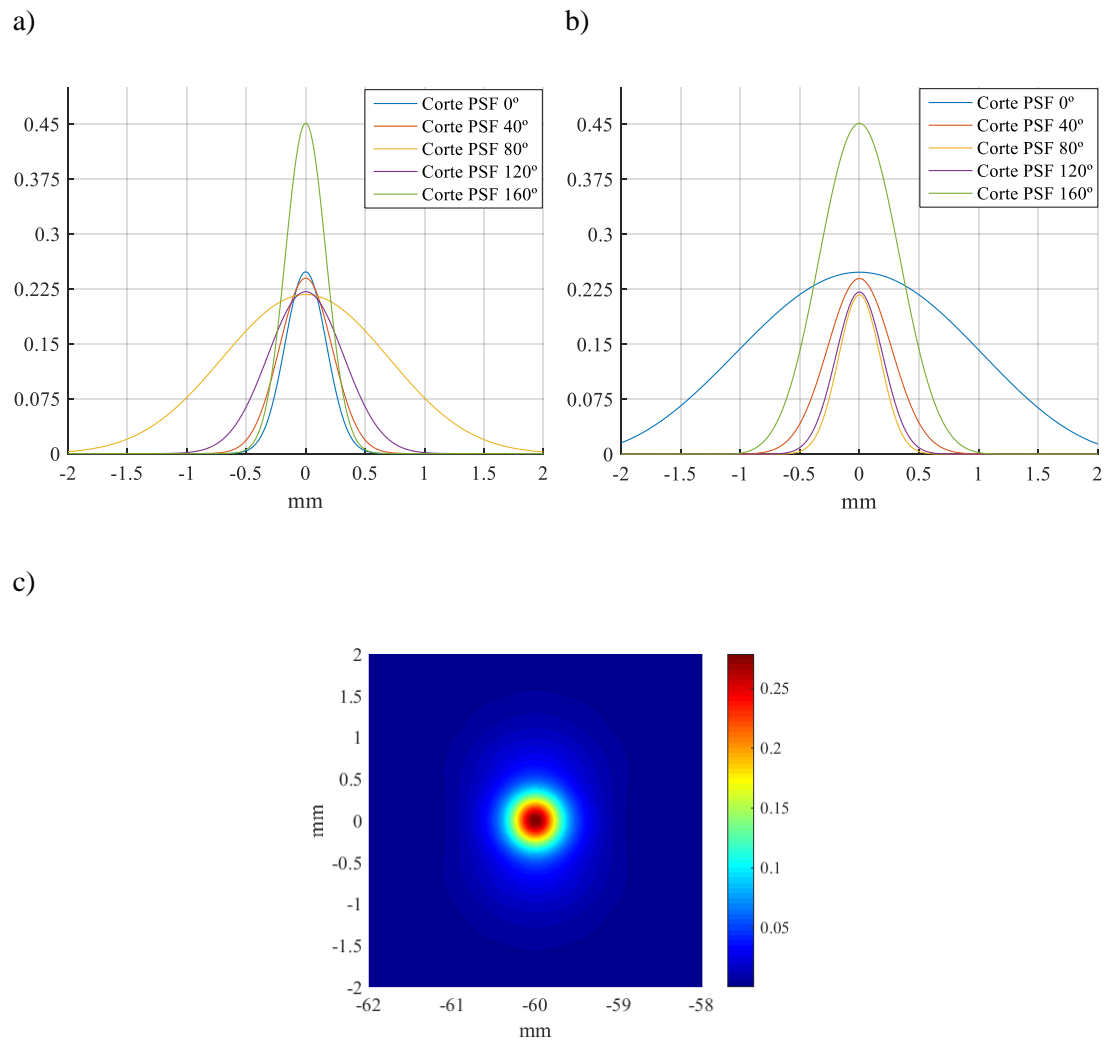 a)
b)
Corte PSF 0º
Corte PSF 40º
Corte PSF 80º
Corte PSF 120º
Corte PSF 160º
0.45
0.375
0.3
0.225
0.15
0.075
0
-2 -1.5 -1 -0.5 0 0.5 1 1.5 2
mm
Corte PSF 0º
Corte PSF 40º
Corte PSF 80º
Corte PSF 120º
Corte PSF 160º
0.45
0.375
0.3
0.225
0.15
0.075
0
-2 -1.5 -1 -0.5 0 0.5 1 1.5 2
mm
c)
2
1.5
1
0.5
0
-0.5
-1
-1.5
-2
mm
-62 -61 -60 -59 -58
mm
0.25
0.2
0.15
0.1
0.05